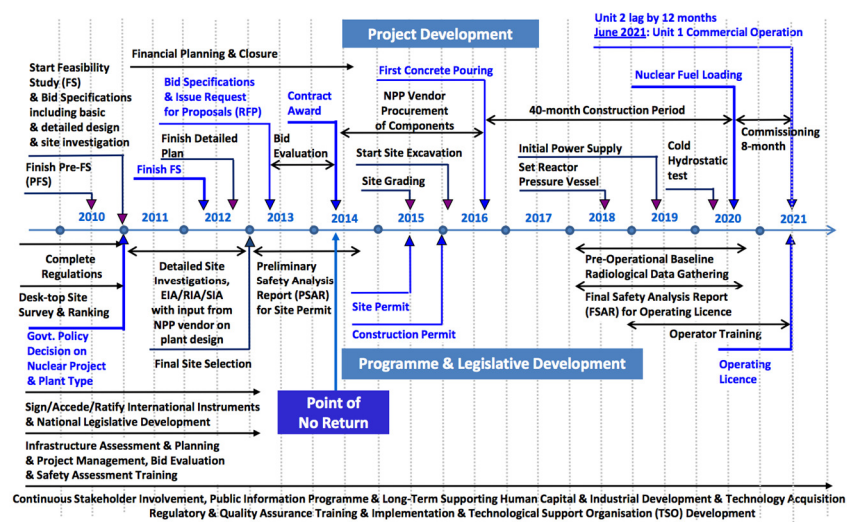 Unit 2 lag by 12 months
June 2021: Unit 1 Commercial Operation
Project Development
Financial Planning & Closure
Start Feasibility
Study (FS)
& Bid Specifications
including basic
& detailed design
& site investigation
Bid Specifications
& Issue Request
for Proposals (RFP)
Contract
Award
First Concrete Pouring
Nuclear Fuel Loading
NPP Vendor
Procurement
of Components
40-month Construction Period
Commissioning
8-month
Finish Detailed
Plan
Bid
Evaluation
Finish Pre-FS
(PFS)
Finish FS
Start Site Excavation
Site Grading
Initial Power Supply
Set Reactor
Pressure Vessel
Cold
Hydrostatic
test
2010
2011
2012
2013
2014
2015
2016
2017
2018
2019
2020
2021
Complete
Regulations
Desk-top Site
Survey & Ranking
Govt. Policy
Decision on
Nuclear Project
& Plant Type
Detailed Site
Investigations,
EIA/RIA/SIA
with input from
NPP vendor on
plant design
Final Site Selection
Preliminary
Safety Analysis
Report (PSAR)
for Site Permit
Site Permit
Construction Permit
Pre-Operational Baseline
Radiological Data Gathering
Final Safety Analysis Report
(FSAR) for Operating Licence
Operator Training
Operating
Licence
Programme & Legislative Development
Point of
No Return
Sign/Accede/Ratify International Instruments
& National Legislative Development
Infrastructure Assessment & Planning
& Project Management, Bid Evaluation
& Safety Assessment Training
Continuous Stakeholder Involvement, Public Information Programme & Long-Term Supporting Human Capital & Industrial Development & Technology Acquisition
Regulatory & Quality Assurance Training & Implementation & Technological Support Organisation (TSO) Development